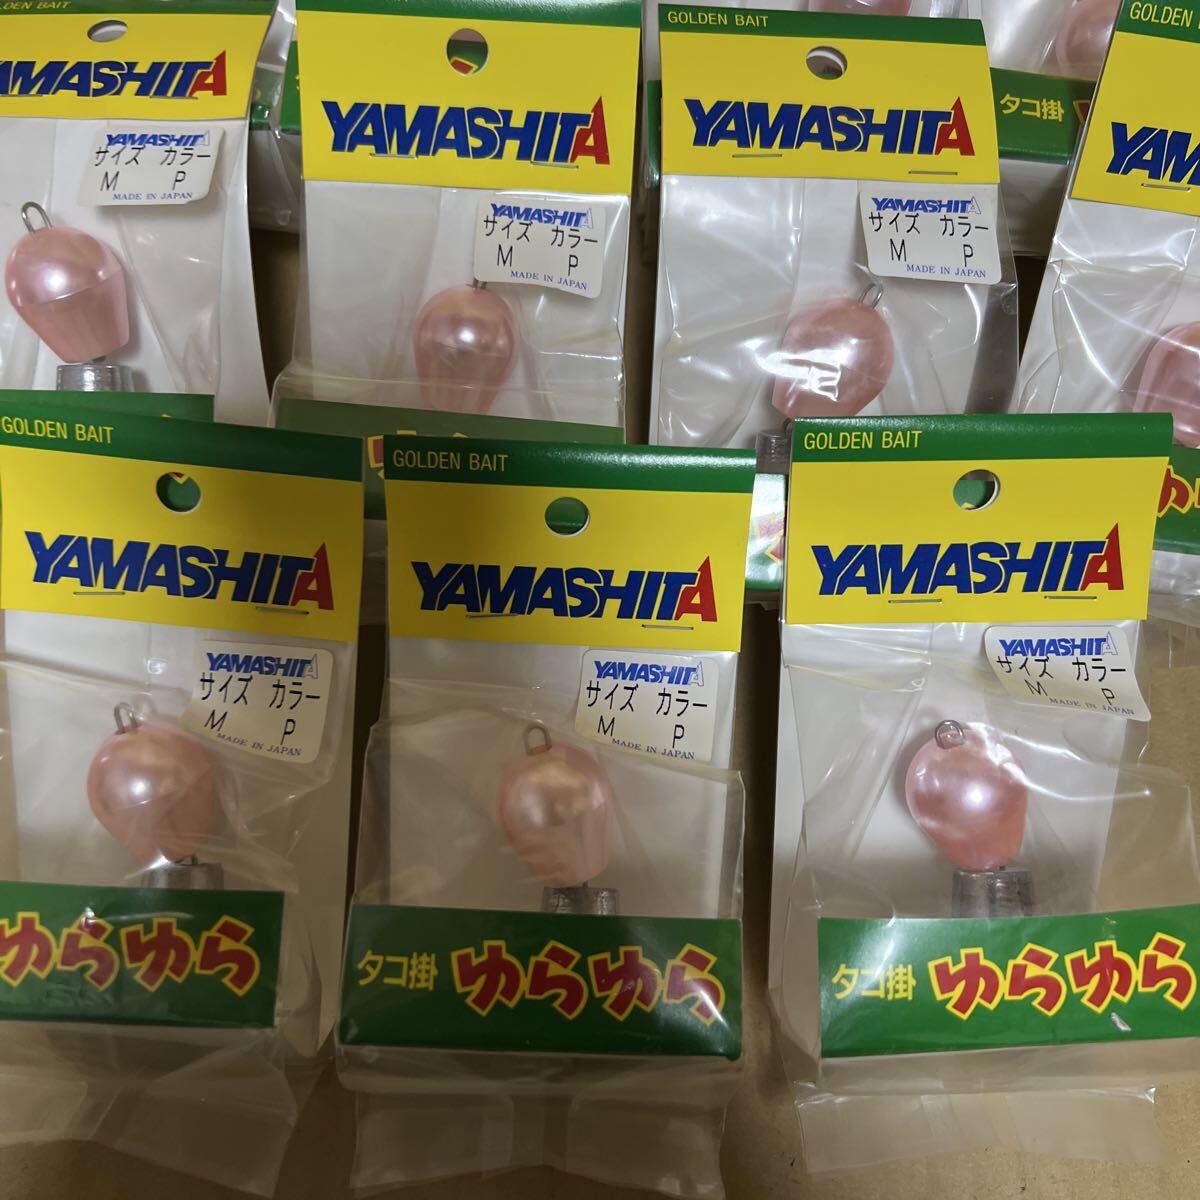 GOLDEN BAIT
YAMASHITA
YAMASHITA
サイズ カラー
M P
MADE IN JAPAN
YAMASHITA
YAMASHITA
サイズ カラー
M P
MADE IN JAPAN
GOLDEN BAIT
YAMASHITA
YAMASHITA
サイズ カラー
M P
MADE IN JAPAN
タコ掛
GOLDEN B
YAM
GOLDEN BAIT
YAMASHITA
YAMASHITA
サイズ カラー
M P
MADE IN JAPAN
ゆらゆら
GOLDEN BAIT
YAMASHITA
YAMASHITA
サイズ カラー
M P
MADE IN JAPAN
タコ掛 ゆらゆら
GOLDEN BAIT
YAMASHITA
YAMASHITA
サイズ カラー
M P
MADE IN JAPAN
タコ掛 ゆらゆら